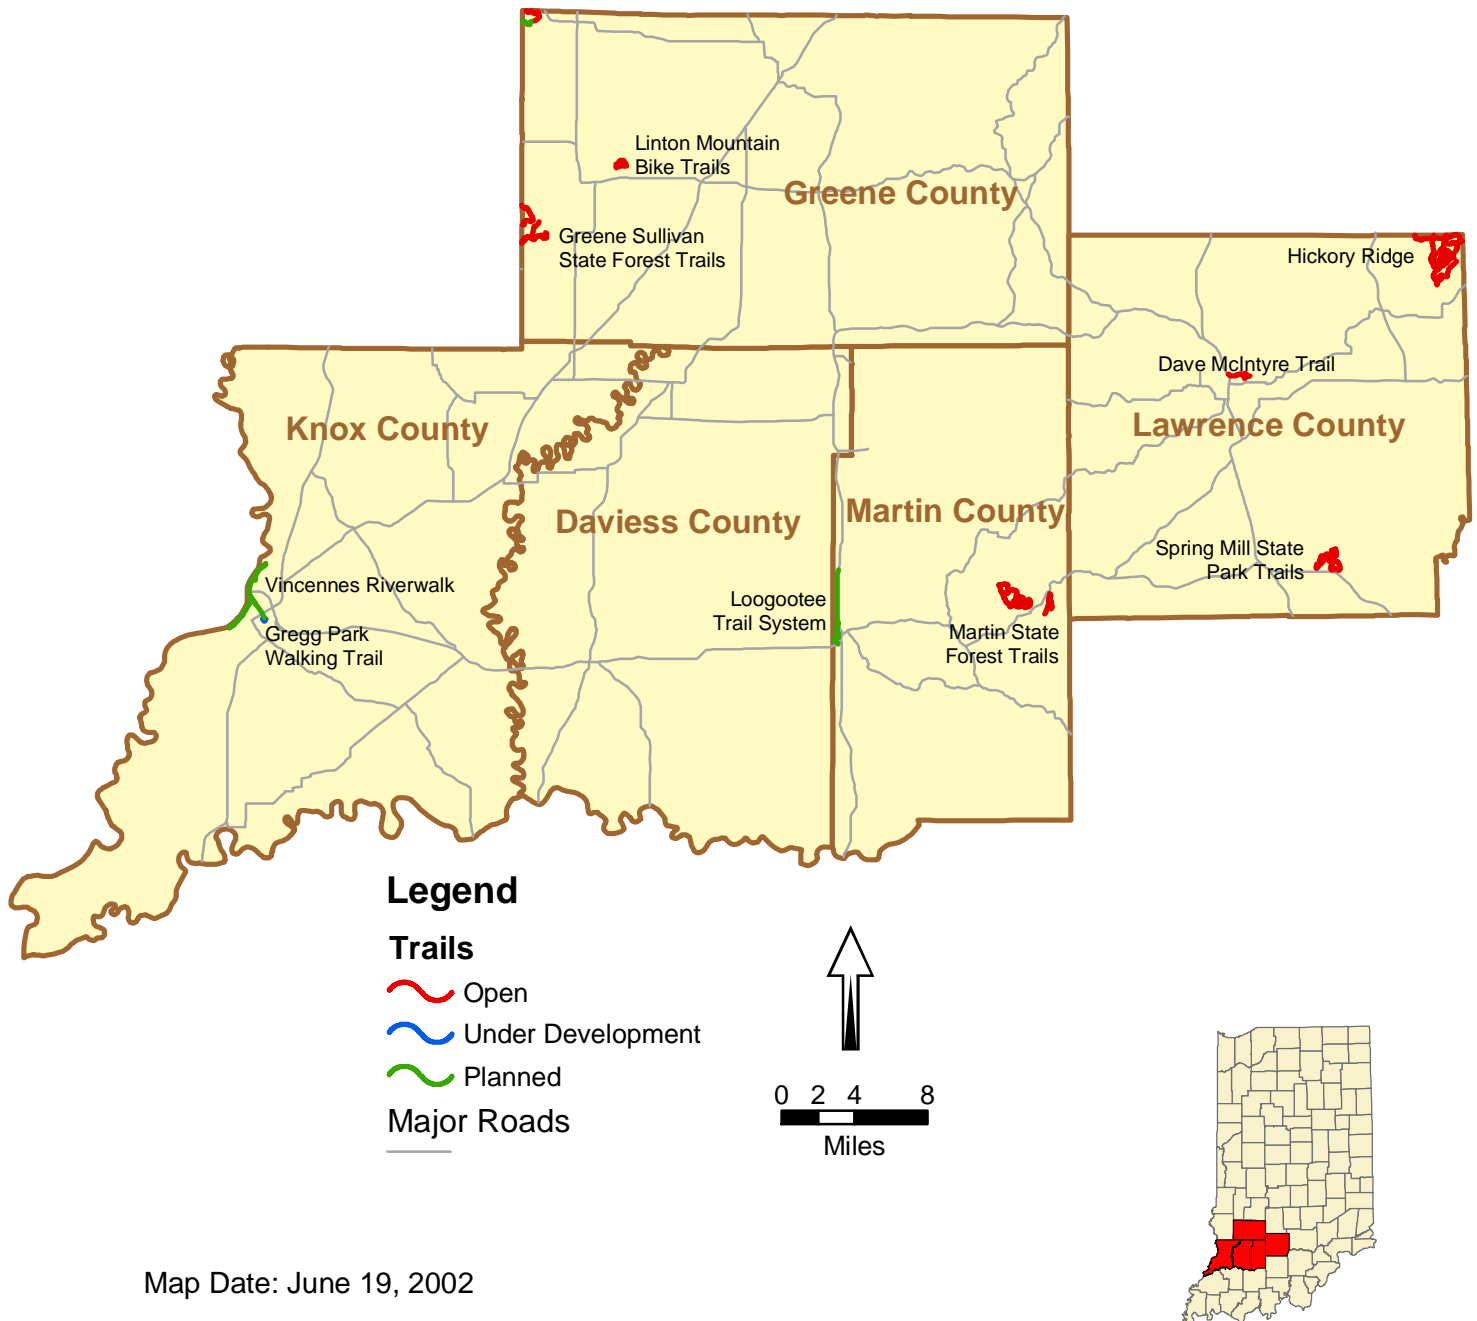 Linton Mountain
Bike Trails
Greene County
Greene Sullivan
State Forest Trails
Hickory Ridge
Dave McIntyre Trail
Knox County
Lawrence County
Daviess County
Martin County
Spring Mill State
Park Trails
Vincennes Riverwalk
Loogootee
Trail System
Gregg Park
Walking Trail
Martin State
Forest Trails
Legend
Trails
Open
Under Development
Planned
Major Roads
0 2 4 8
Miles
Map Date: June 19, 2002